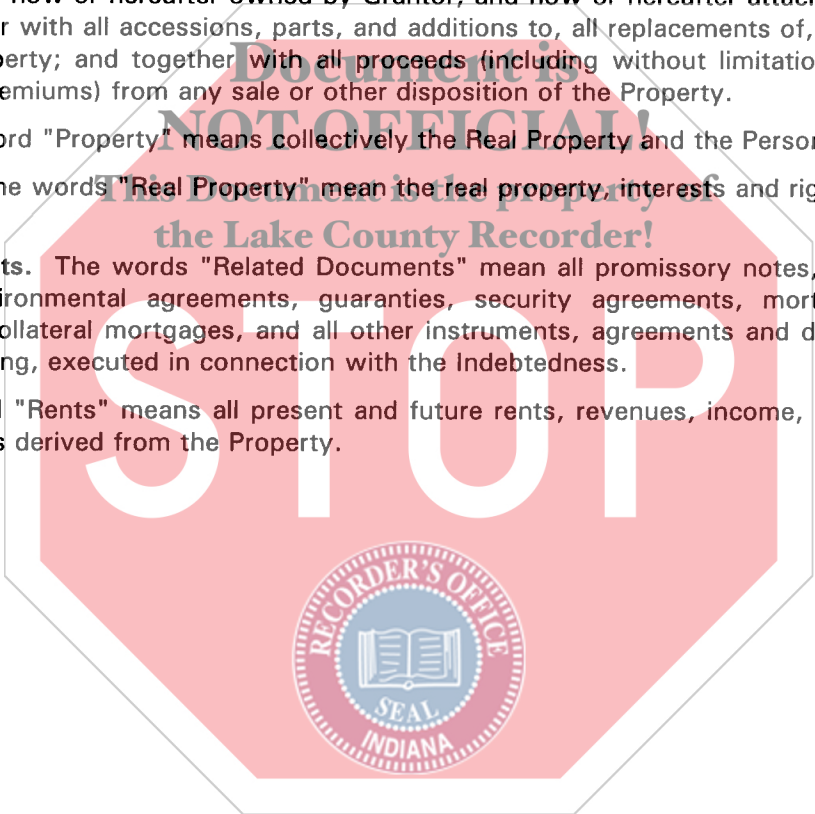 now or hereafter owned by Grantor, and now or hereafter attac
r with all accessions, parts, and additions to, all replacements of,
erty; and together with all proceeds (including without limitatio
emiums) from any sale or other disposition of the Property.
Document is
NOT OFFICIAL!
ord "Property" means collectively the Real Property and the Person
This Document is the property of
the Lake County Recorder!
ne words "Real Property" mean the real property, interests and rig
ts. The words "Related Documents" mean all promissory notes,
ironmental agreements, guaranties, security agreements, mort
ollateral mortgages, and all other instruments, agreements and d
ng, executed in connection with the Indebtedness.
"Rents" means all present and future rents, revenues, income,
s derived from the Property.
STOP
RECORDER'S OFFICE
SEAL
INDIANA